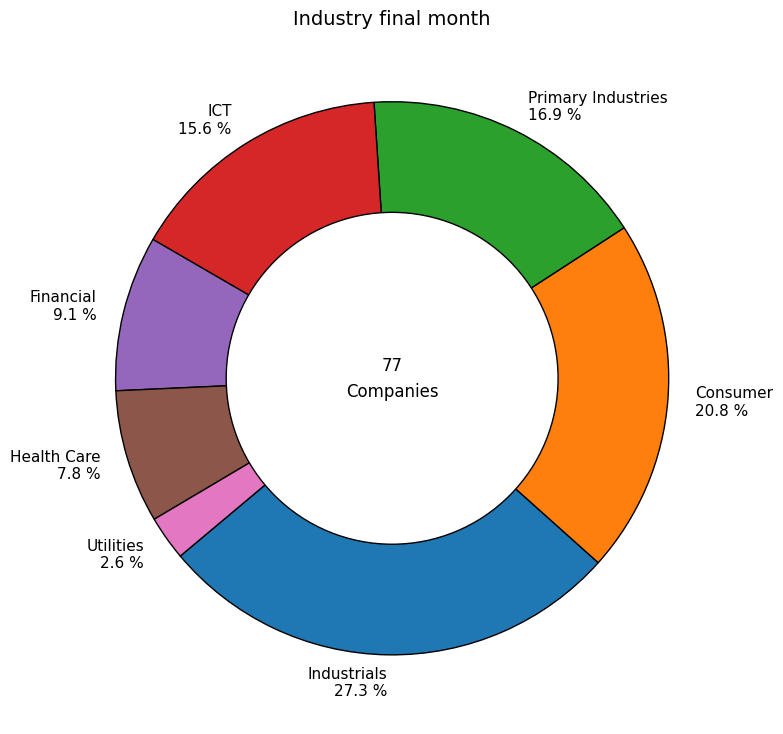 Industry final month
Primary Industries
16.9 %
ICT
15.6 %
Financial
9.1 %
77
Companies
Consumer
20.8 %
Health Care
7.8 %
Utilities
2.6 %
Industrials
27.3 %